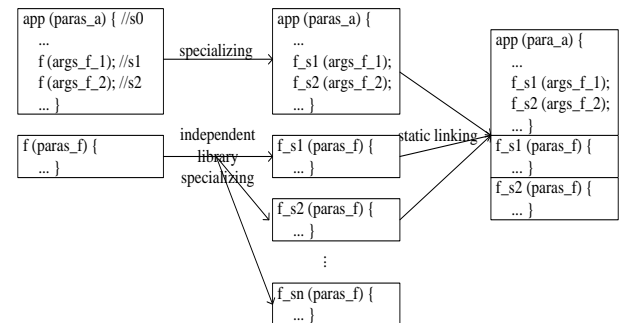 app (paras_a) { //s0
...
f (args_f_1); //s1
f (args_f_2); //s2
... }
f (paras_f) {
... }
specializing
independent
library
specializing
app (paras_a) {
...
f_s1 (args_f_1);
f_s2 (args_f_2);
... }
f_s1 (paras_f) {
... }
f_s2 (paras_f) {
... }
⋮
f_sn (paras_f) {
... }
static linking
app (para_a) {
...
f_s1 (args_f_1);
f_s2 (args_f_2);
... }
f_s1 (paras_f) {
... }
f_s2 (paras_f) {
... }